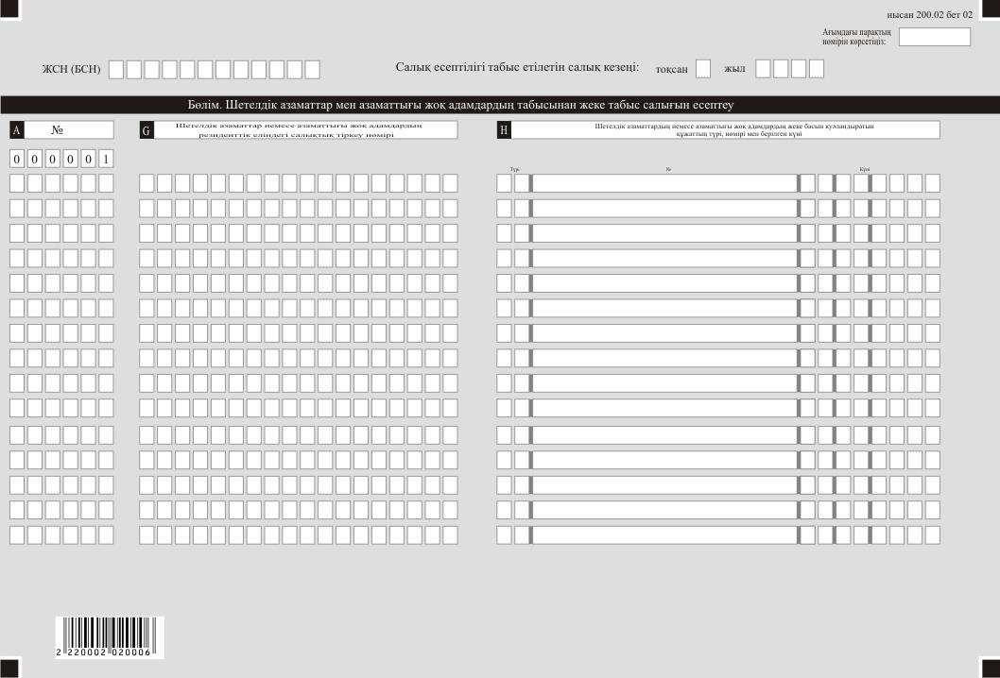 нысан 200.02 бет 02
Ағымдағы парақтың
нөмірін көрсетіңіз:
ЖСН (БСН)
Салық есептілігі табыс етілетін салық кезеңі:
тоқсан
жыл
Бөлім. Шетелдік азаматтар мен азаматтығы жоқ адамдардың табысынан жеке табыс салығын есептеу
A
№
G
Шетелдік азаматтар немесе азаматтығы жоқ адамдардың
резиденттік еліндегі салықтық тіркеу нөмірі
H
Шетелдік азаматтардың немесе азаматтығы жоқ адамдардың жеке басын куәландыратын
құжаттың түрі, нөмірі мен берілген күні
0 0 0 0 0 1
Түрі
№
Күні
2 220002 020006